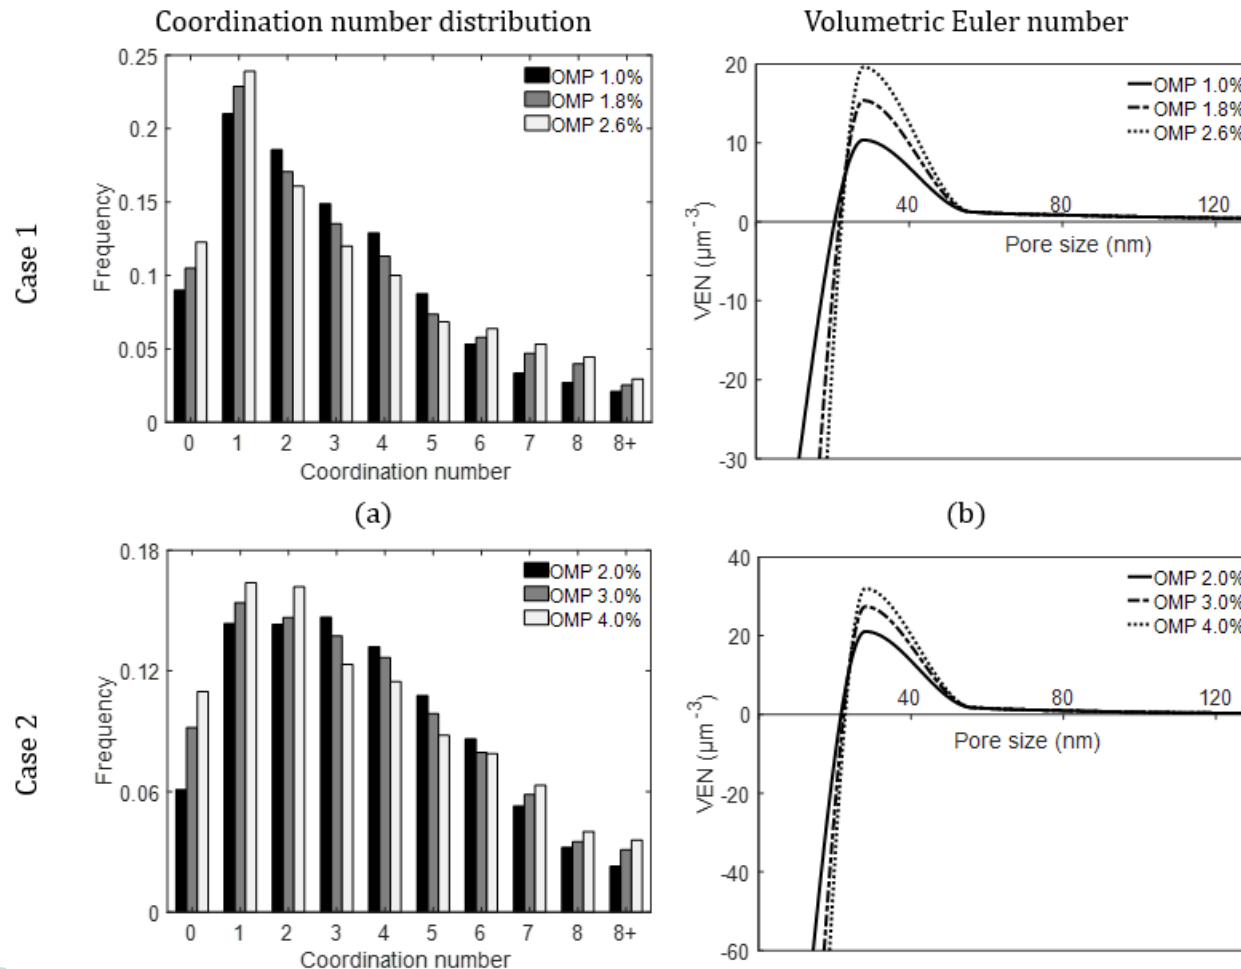 Coordination number distribution
Volumetric Euler number
Case 1
Frequency
0.25
0.2
0.15
0.1
0.05
0
OMP 1.0%
OMP 1.8%
OMP 2.6%
0 1 2 3 4 5 6 7 8 8+
Coordination number
(a)
VEN (μm⁻³)
20
10
0
-10
-20
-30
OMP 1.0%
OMP 1.8%
OMP 2.6%
40 80 120
Pore size (nm)
(b)
Case 2
Frequency
0.18
0.12
0.06
0
OMP 2.0%
OMP 3.0%
OMP 4.0%
0 1 2 3 4 5 6 7 8 8+
Coordination number
VEN (μm⁻³)
40
20
0
-20
-40
-60
OMP 2.0%
OMP 3.0%
OMP 4.0%
40 80 120
Pore size (nm)